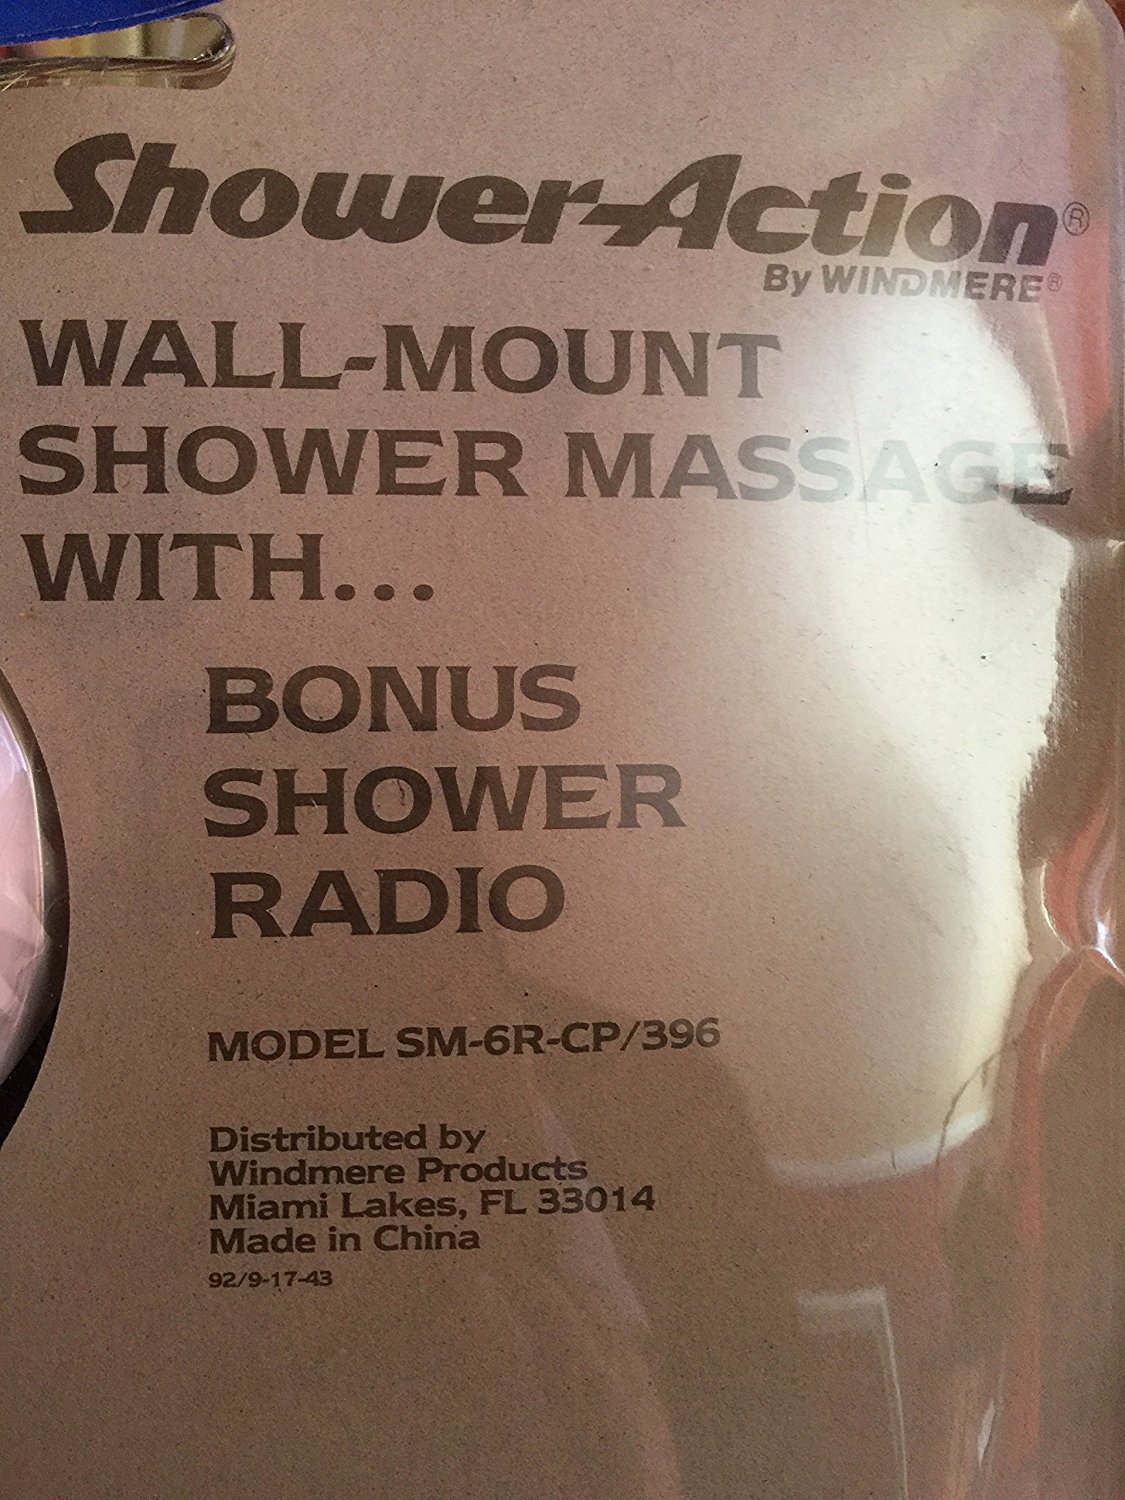 Shower-Action®
By WINDMERE®
WALL-MOUNT
SHOWER MASSAGE
WITH...
BONUS
SHOWER
RADIO
MODEL SM-6R-CP/396
Distributed by
Windmere Products
Miami Lakes, FL 33014
Made in China
92/9-17-43